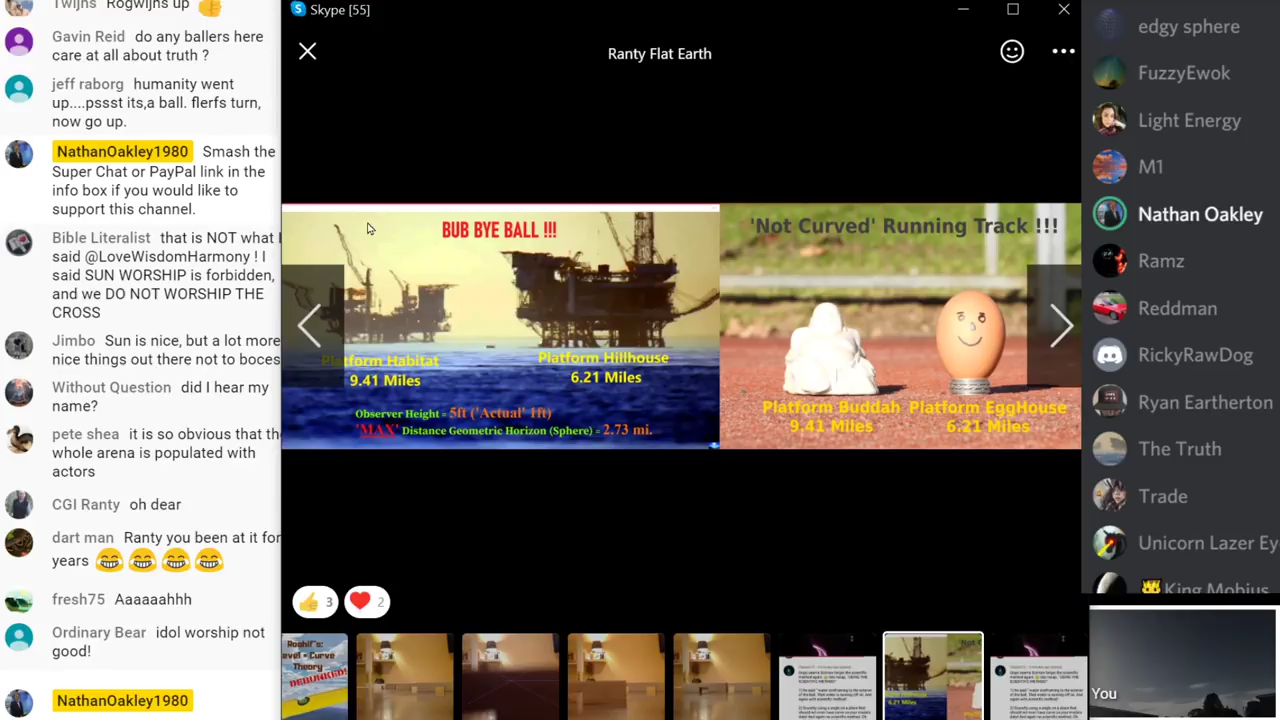 Twijns Rogwijns up
Gavin Reid do any ballers here
care at all about truth ?
jeff raborg humanity went
up....pssst its,a ball. flerfs turn,
now go up.
NathanOakley1980 Smash the
Super Chat or PayPal link in the
info box if you would like to
support this channel.
Bible Literalist that is NOT what I
said @LoveWisdomHarmony ! I
said SUN WORSHIP is forbidden,
and we DO NOT WORSHIP THE
CROSS
Jimbo Sun is nice, but a lot more
nice things out there not to boces
Without Question did I hear my
name?
pete shea it is so obvious that the
whole arena is populated with
actors
CGI Ranty oh dear
dart man Ranty you been at it for
years
fresh75 Aaaaaahhh
Ordinary Bear idol worship not
good!
NathanOakley1980
Skype [55]
Ranty Flat Earth
BUB BYE BALL !!!
Platform Habitat
9.41 Miles
Platform Hillhouse
6.21 Miles
Observer Height = 5ft ('Actual' 1ft)
'MAX' Distance Geometric Horizon (Sphere) = 2.73 mi.
'Not Curved' Running Track !!!
Platform Buddah
9.41 Miles
Platform EggHouse
6.21 Miles
3
2
DEBUNKED!
Theory
edgy sphere
FuzzyEwok
Light Energy
M1
Nathan Oakley
Ramz
Reddman
RickyRawDog
Ryan Eartherton
The Truth
Trade
Unicorn Lazer Ey
King Mobius
You